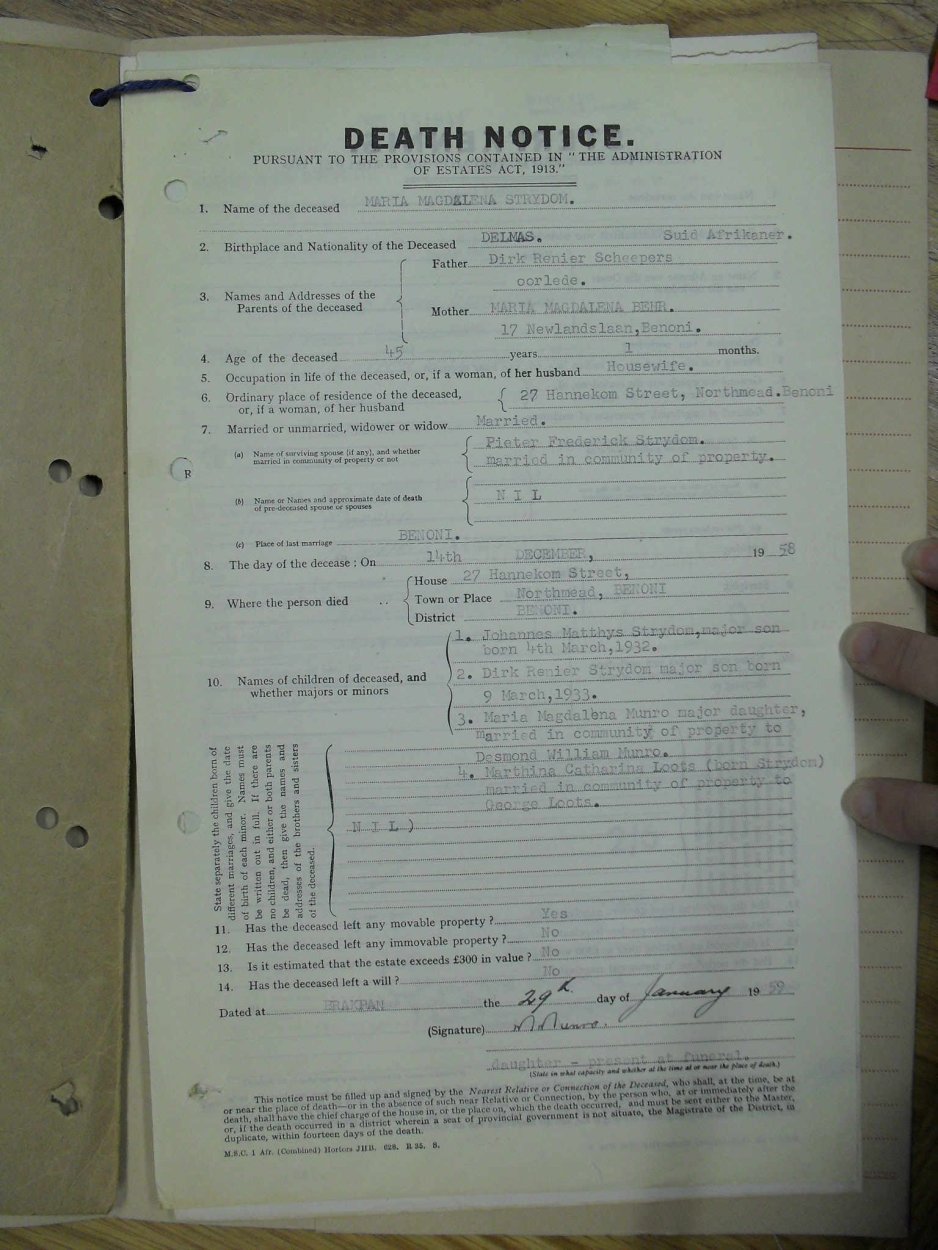 DEATH NOTICE.
PURSUANT TO THE PROVISIONS CONTAINED IN "THE ADMINISTRATION
OF ESTATES ACT, 1913."
1. Name of the deceased MARIA MAGDALENA STRYDOM.
2. Birthplace and Nationality of the Deceased DELMAS. Suid Afrikaner.
3. Names and Addresses of the Parents of the deceased
Father Dirk Renier Scheepers
oorlede.
Mother MARIA MAGDALENA BEHR.
17 Newlandslaan, Benoni.
4. Age of the deceased 45 years 1 months.
5. Occupation in life of the deceased, or, if a woman, of her husband Housewife.
6. Ordinary place of residence of the deceased, or, if a woman, of her husband 27 Hannekom Street, Northmead. Benoni
7. Married or unmarried, widower or widow Married.
(a) Name of surviving spouse (if any), and whether married in community of property or not
Pieter Frederick Strydom.
married in community of property.
R
(b) Name or Names and approximate date of death of pre-deceased spouse or spouses
N I L
(c) Place of last marriage BENONI.
8. The day of the decease : On 14th DECEMBER, 19 58
9. Where the person died ..
House 27 Hannekom Street,
Town or Place Northmead, BENONI
District BENONI.
10. Names of children of deceased, and whether majors or minors
1. Johannes Matthys Strydom, major son
born 4th March, 1932.
2. Dirk Renier Strydom major son born
9 March, 1933.
3. Maria Magdalena Munro major daughter,
married in community of property to
Desmond William Munro.
4. Marthina Catharina Loots (born Strydom)
married in community of property to
George Loots.
N I L )
State separately the children born of
different marriages, and give the date
of birth of each minor. Names must
be written out in full. If there are
no children, and either or both parents
be dead, then give the names and
addresses of the brothers and sisters
of the deceased.
11. Has the deceased left any movable property ? Yes
12. Has the deceased left any immovable property ? No
13. Is it estimated that the estate exceeds £300 in value ? No
14. Has the deceased left a will ? No
Dated at BRAKPAN the 29th day of January 19 59
(Signature) Munro.
daughter - present at funeral.
(State in what capacity and whether at the time at or near the place of death.)
This notice must be filled up and signed by the Nearest Relative or Connection of the Deceased, who shall, at the time, be at
or near the place of death—or in the absence of such near Relative or Connection, by the person who, at or immediately after the
death, shall have the chief charge of the house in, or the place on, which the death occurred, and must be sent either to the Master,
or, if the death occurred in a district wherein a seat of provincial government is not situate, the Magistrate of the District, in
duplicate, within fourteen days of the death.
M.S.C. 1 Afr. (Combined) Hortors JHB. 628. R 35. S.